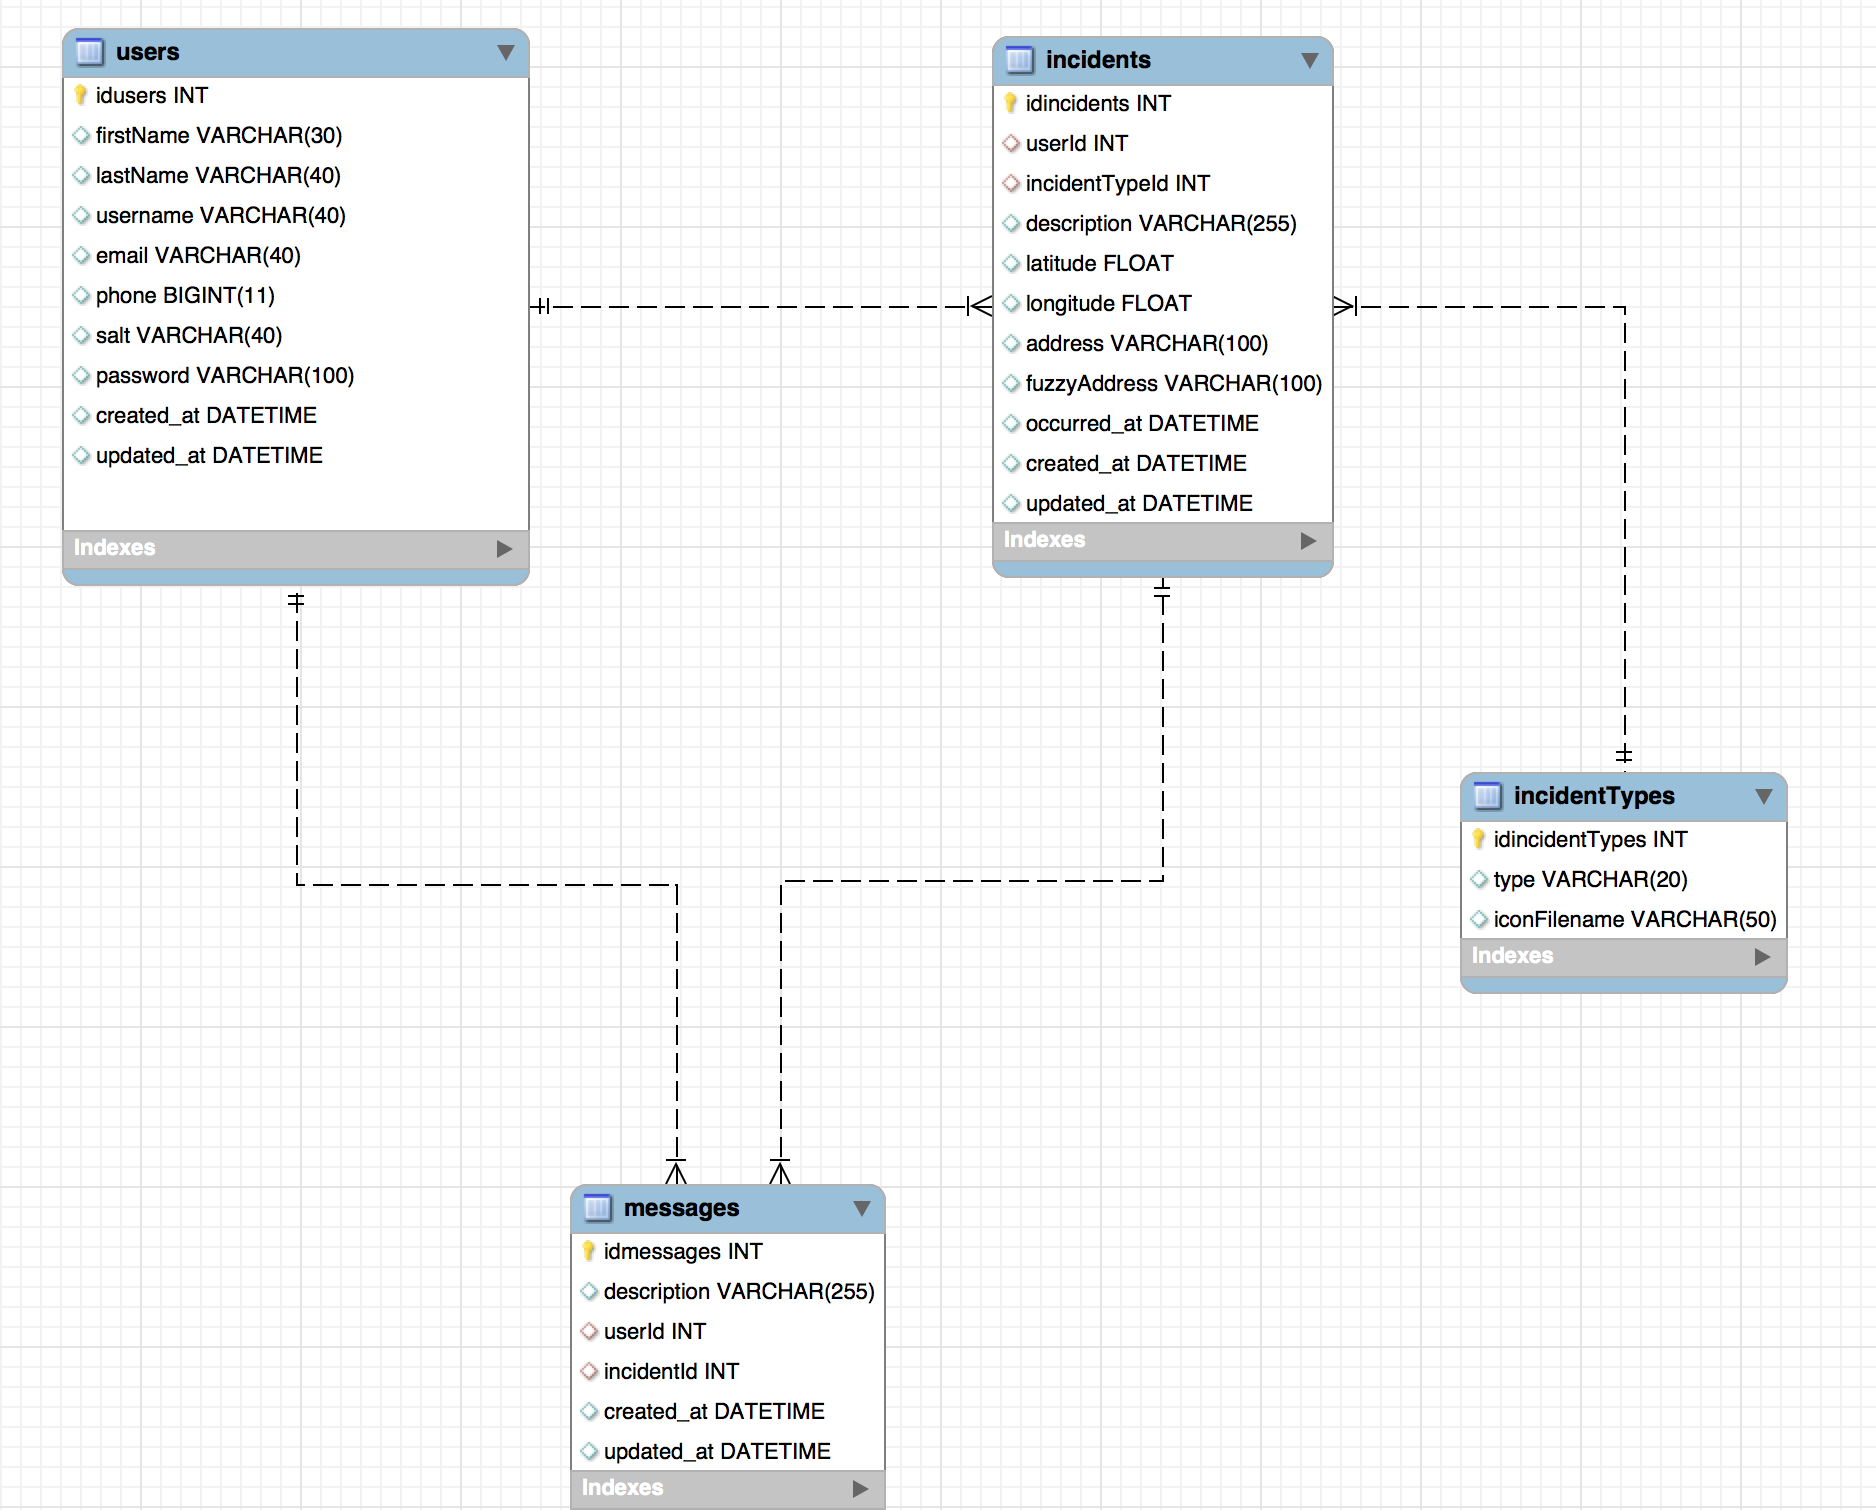 users
idusers INT
firstName VARCHAR(30)
lastName VARCHAR(40)
username VARCHAR(40)
email VARCHAR(40)
phone BIGINT(11)
salt VARCHAR(40)
password VARCHAR(100)
created_at DATETIME
updated_at DATETIME
Indexes
incidents
idincidents INT
userId INT
incidentTypeId INT
description VARCHAR(255)
latitude FLOAT
longitude FLOAT
address VARCHAR(100)
fuzzyAddress VARCHAR(100)
occurred_at DATETIME
created_at DATETIME
updated_at DATETIME
Indexes
incidentTypes
idincidentTypes INT
type VARCHAR(20)
iconFilename VARCHAR(50)
Indexes
messages
idmessages INT
description VARCHAR(255)
userId INT
incidentId INT
created_at DATETIME
updated_at DATETIME
Indexes